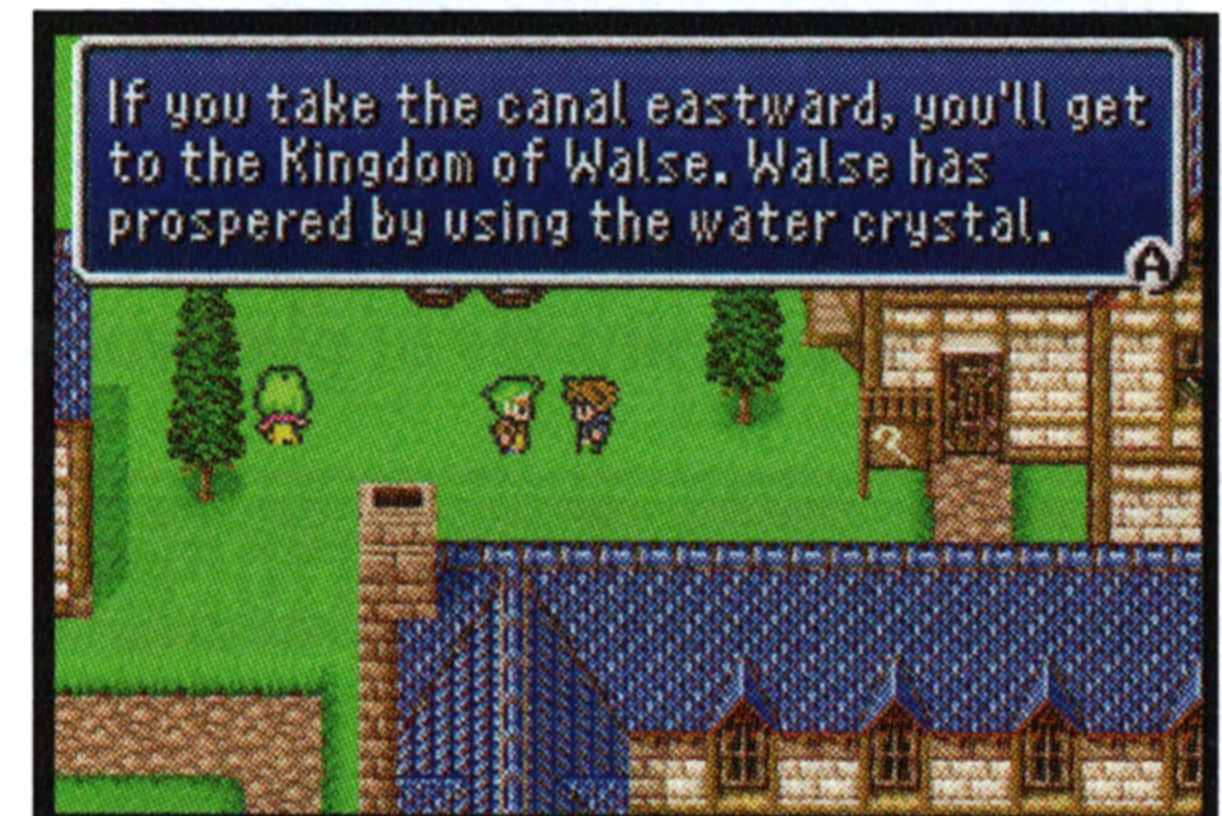 If you take the canal eastward, you'll get
to the Kingdom of Walse. Walse has
prospered by using the water crystal.
A